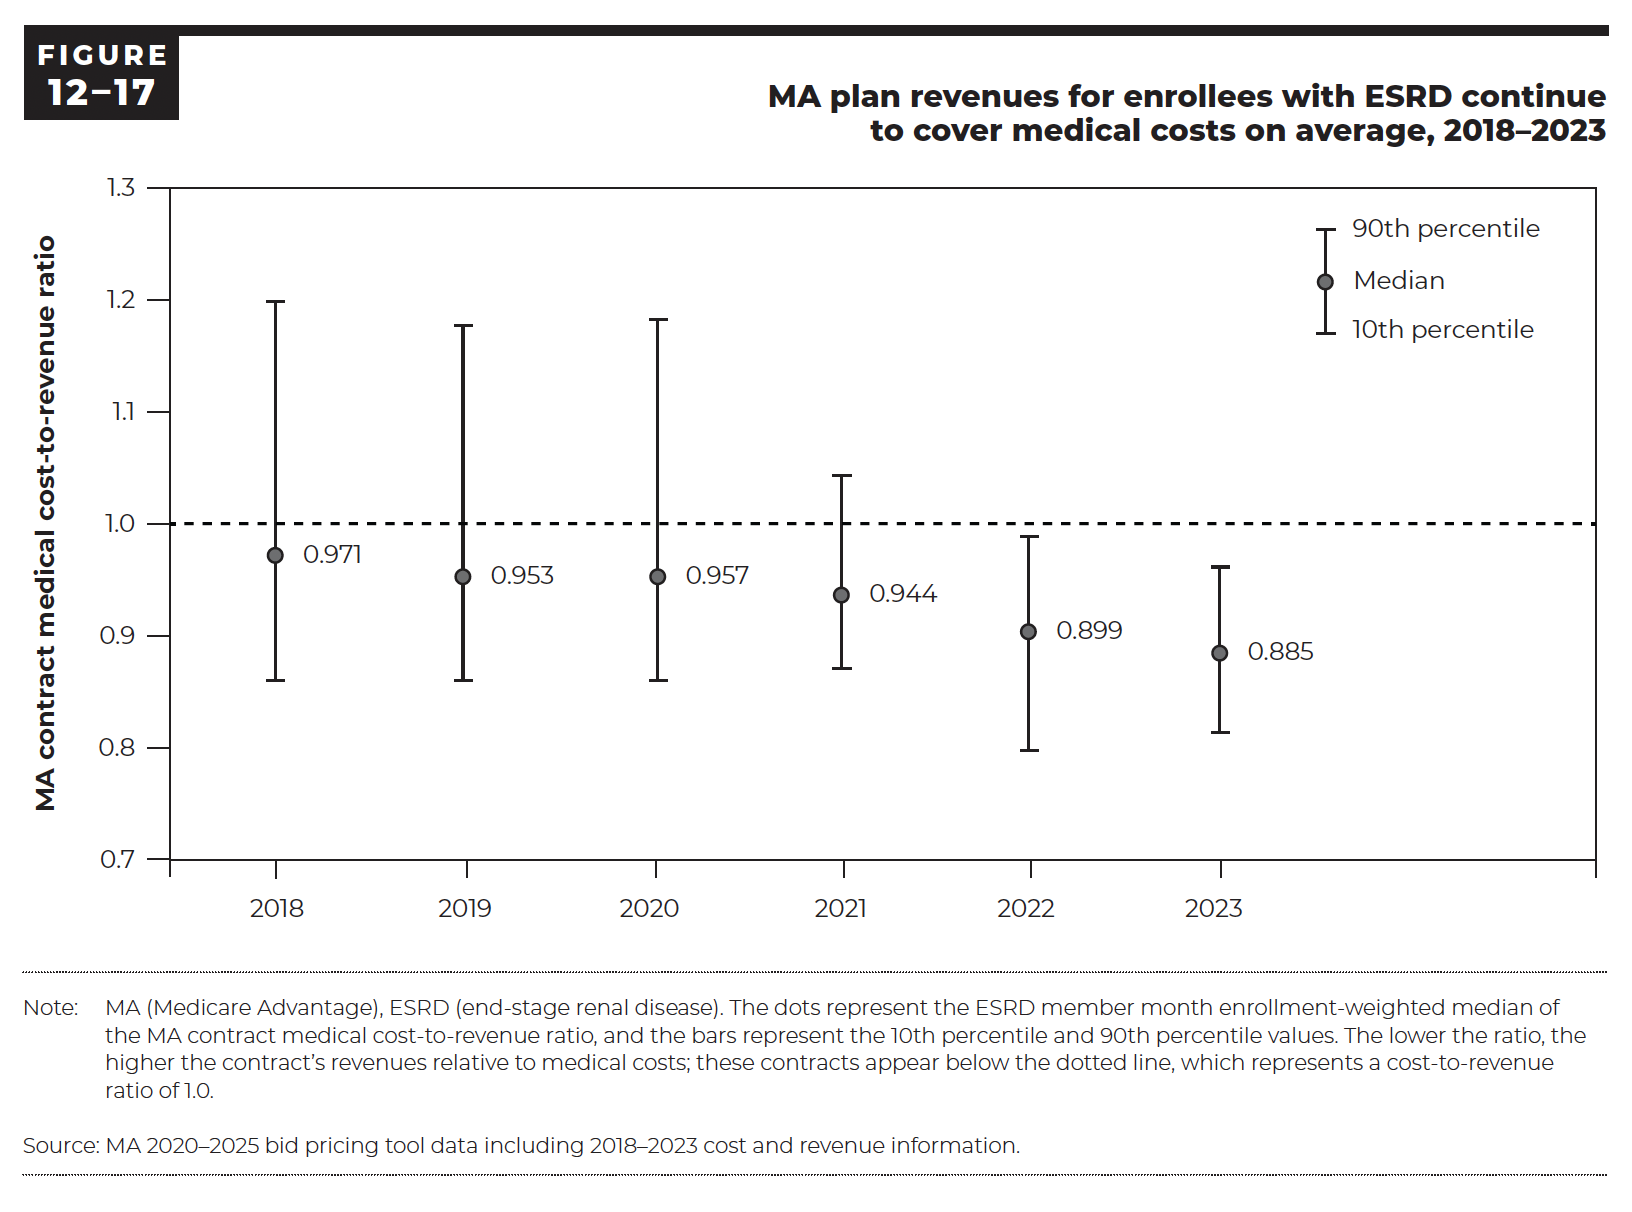 FIGURE
12–17
MA plan revenues for enrollees with ESRD continue
to cover medical costs on average, 2018–2023
MA contract medical cost-to-revenue ratio
1.3
1.2
1.1
1.0
0.9
0.8
0.7
90th percentile
Median
10th percentile
0.971
0.953
0.957
0.944
0.899
0.885
2018
2019
2020
2021
2022
2023
Note: MA (Medicare Advantage), ESRD (end-stage renal disease). The dots represent the ESRD member month enrollment-weighted median of
the MA contract medical cost-to-revenue ratio, and the bars represent the 10th percentile and 90th percentile values. The lower the ratio, the
higher the contract’s revenues relative to medical costs; these contracts appear below the dotted line, which represents a cost-to-revenue
ratio of 1.0.
Source: MA 2020–2025 bid pricing tool data including 2018–2023 cost and revenue information.